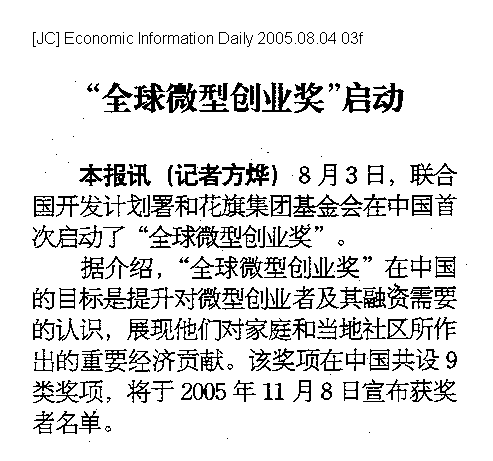 [JC] Economic Information Daily 2005.08.04 03f
“全球微型创业奖”启动
本报讯（记者方烨）8月3日，联合
国开发计划署和花旗集团基金会在中国首
次启动了“全球微型创业奖”。
据介绍，“全球微型创业奖”在中国
的目标是提升对微型创业者及其融资需要
的认识，展现他们对家庭和当地社区所作
出的重要经济贡献。该奖项在中国共设9
类奖项，将于2005年11月8日宣布获奖
者名单。